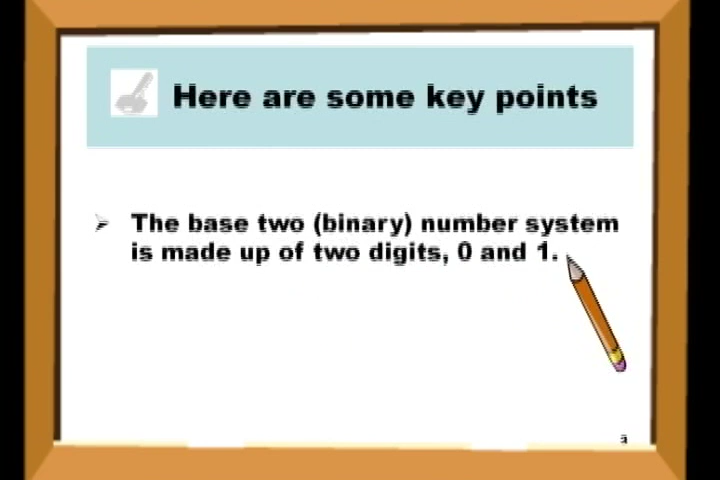 Here are some key points
➢ The base two (binary) number system
is made up of two digits, 0 and 1.